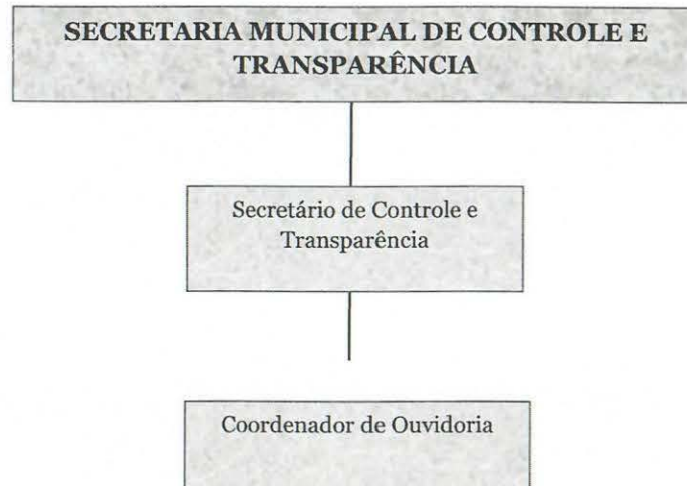 SECRETARIA MUNICIPAL DE CONTROLE E
TRANSPARÊNCIA
Secretário de Controle e
Transparência
Coordenador de Ouvidoria